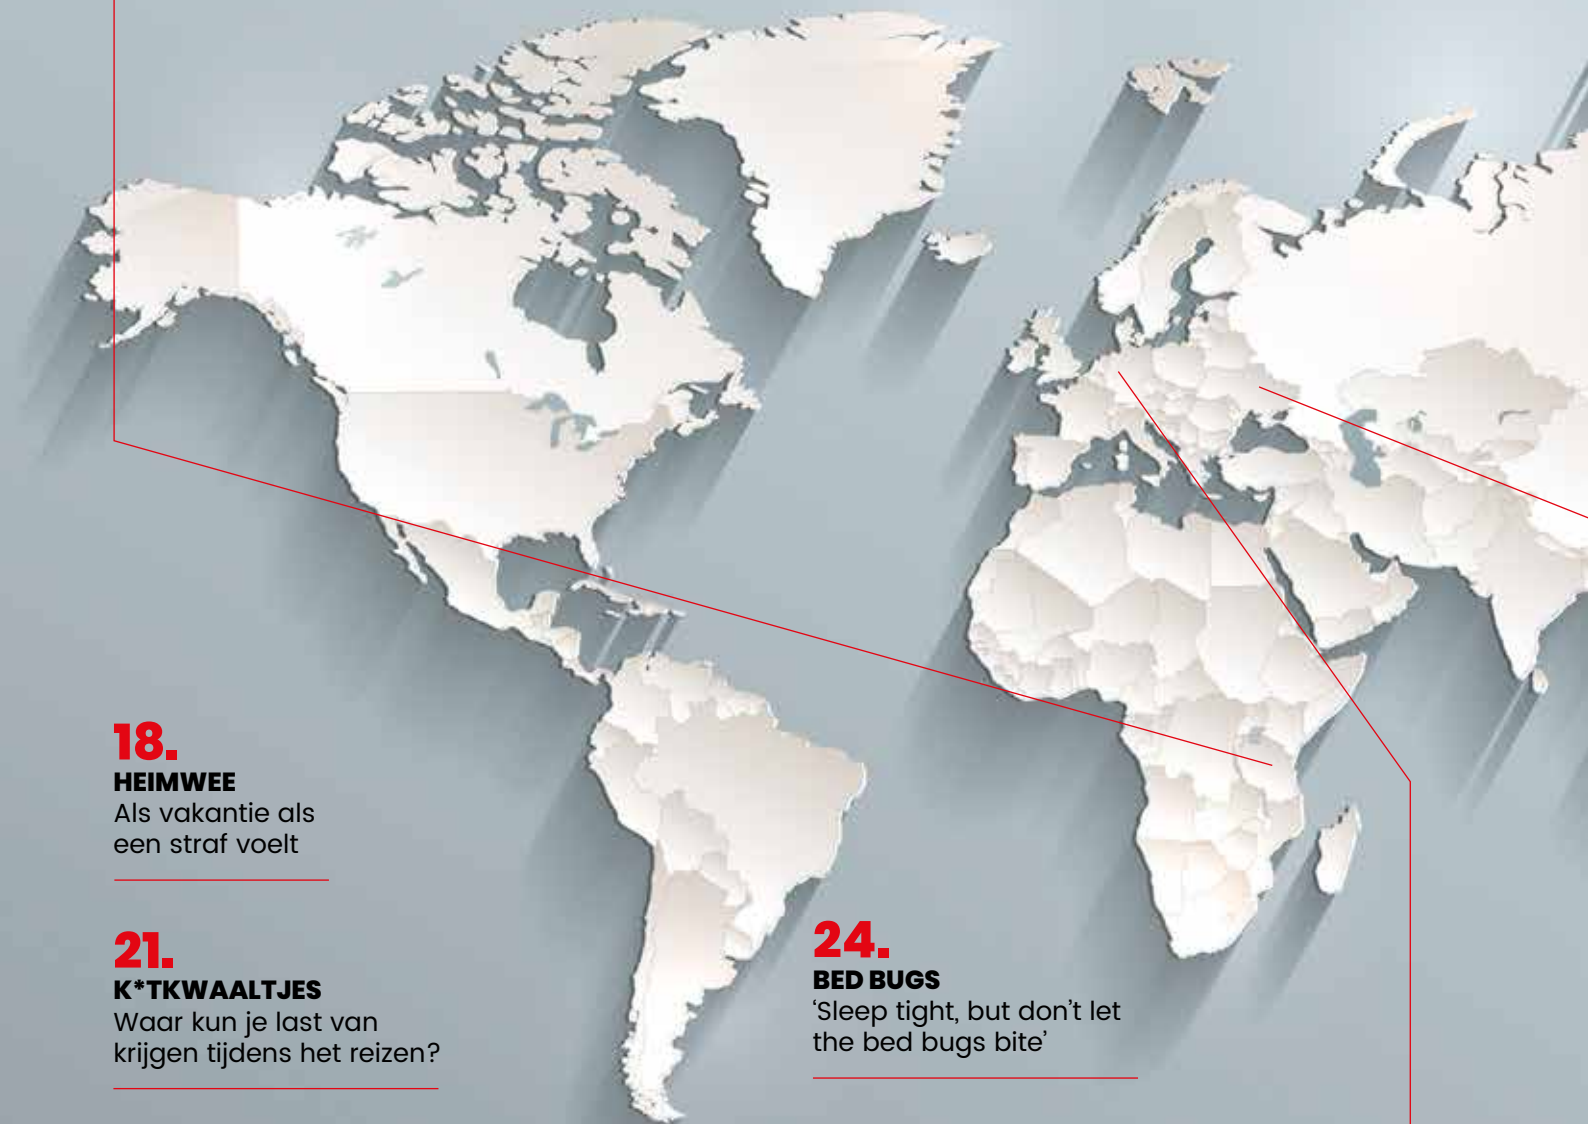 18.
HEIMWEE
Als vakantie als
een straf voelt
21.
K*TKWAALTJES
Waar kun je last van
krijgen tijdens het reizen?
24.
BED BUGS
‘Sleep tight, but don’t let
the bed bugs bite’